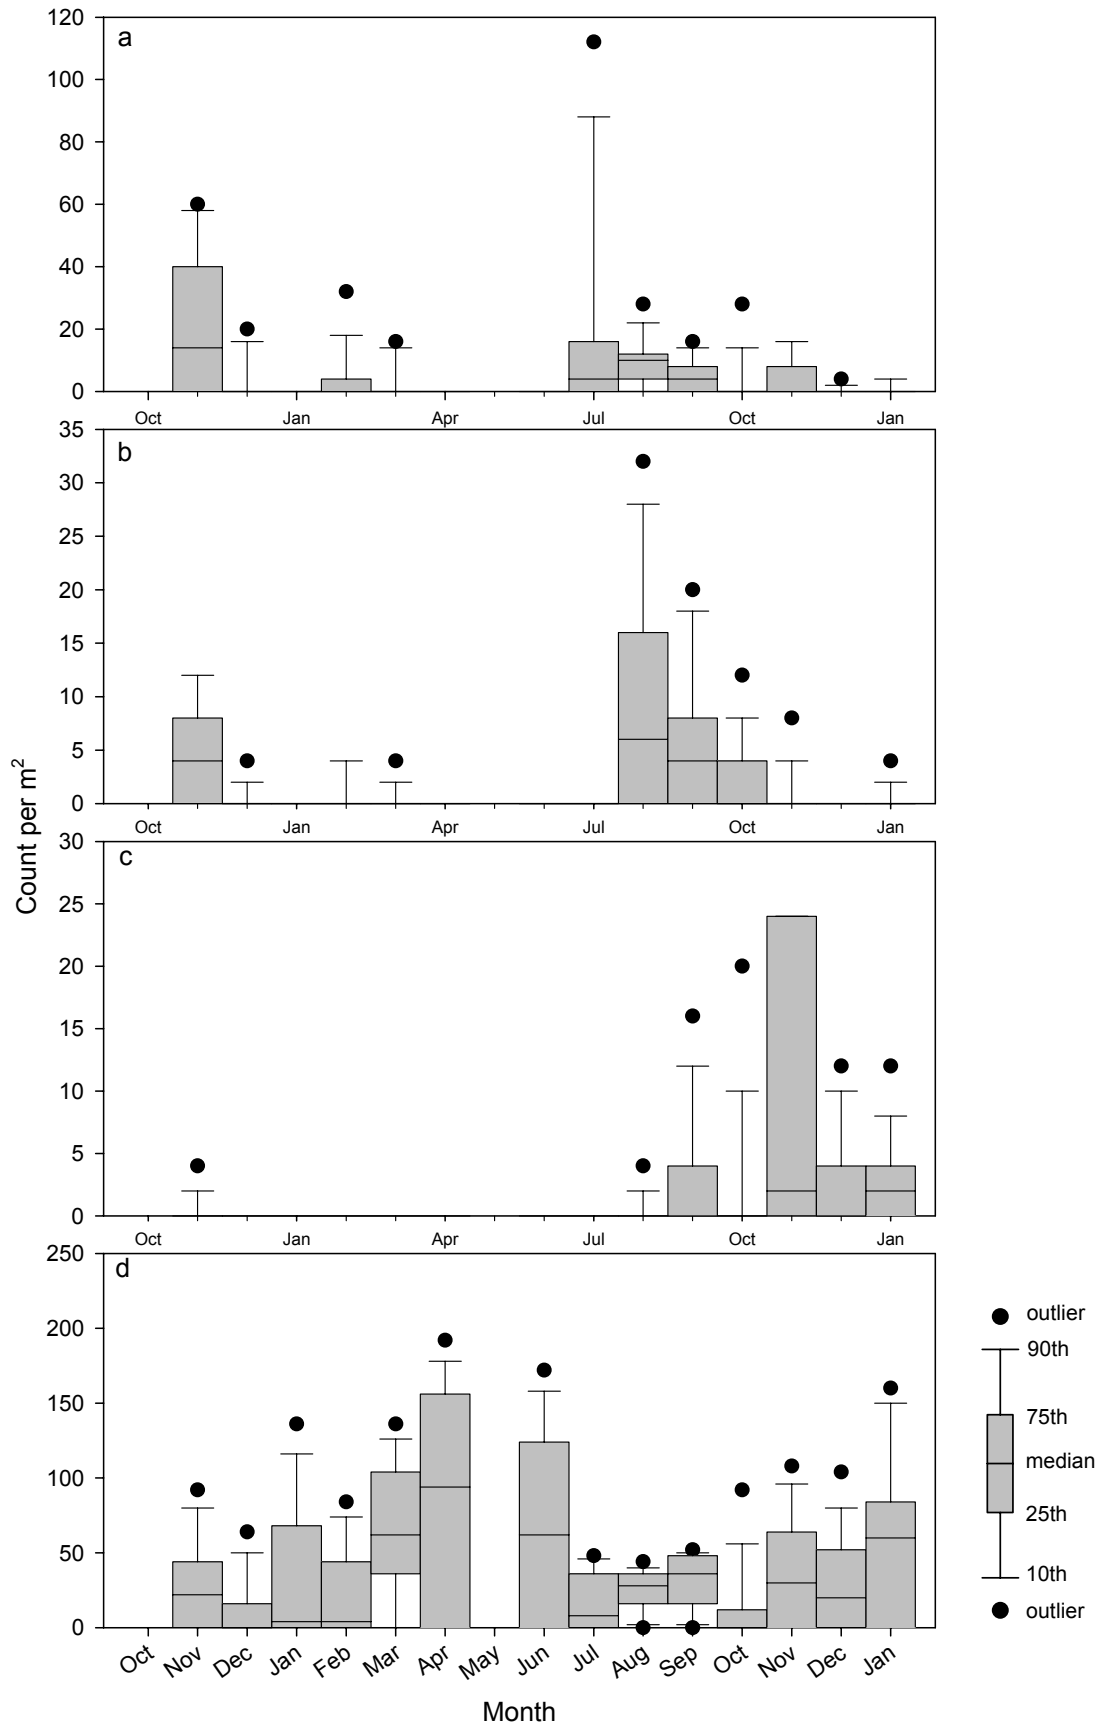 120
a
100
80
60
40
20
0
Oct Jan Apr Jul Oct Jan
35
b
30
25
20
15
10
5
0
Oct Jan Apr Jul Oct Jan
Count per m²
30
c
25
20
15
10
5
0
Oct Jan Apr Jul Oct Jan
250
d
200
150
100
50
0
Oct Nov Dec Jan Feb Mar Apr May Jun Jul Aug Sep Oct Nov Dec Jan
Month
outlier
90th
75th
median
25th
10th
outlier